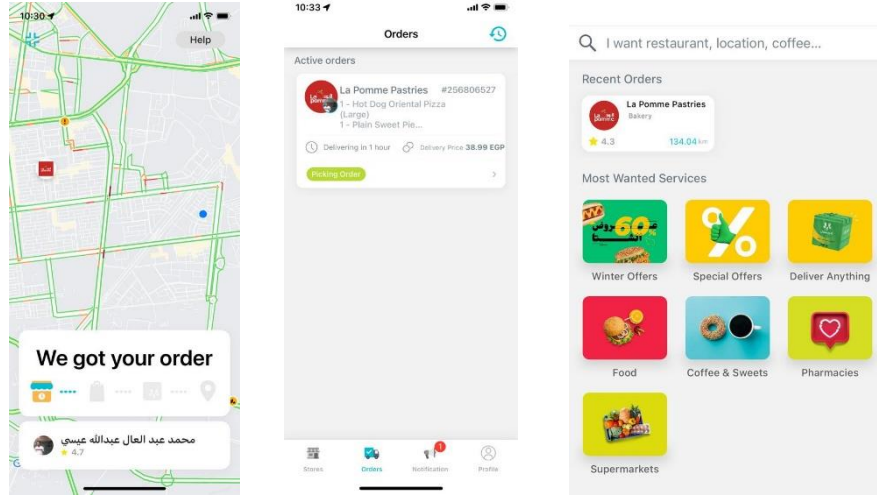 10:30
Help
We got your order
محمد عبد العال عبدالله عيسي
4.7
10:33
Orders
Active orders
La Pomme Pastries #256806527
1 - Hot Dog Oriental Pizza
(Large)
1 - Plain Sweet Pie...
Delivering in 1 hour Delivery Price 38.99 EGP
Picking Order
1
Stores Orders Notification Profile
I want restaurant, location, coffee...
Recent Orders
La Pomme Pastries
Bakery
4.3 134.04 km
Most Wanted Services
60%
Winter Offers Special Offers Deliver Anything
Food Coffee & Sweets Pharmacies
Supermarkets